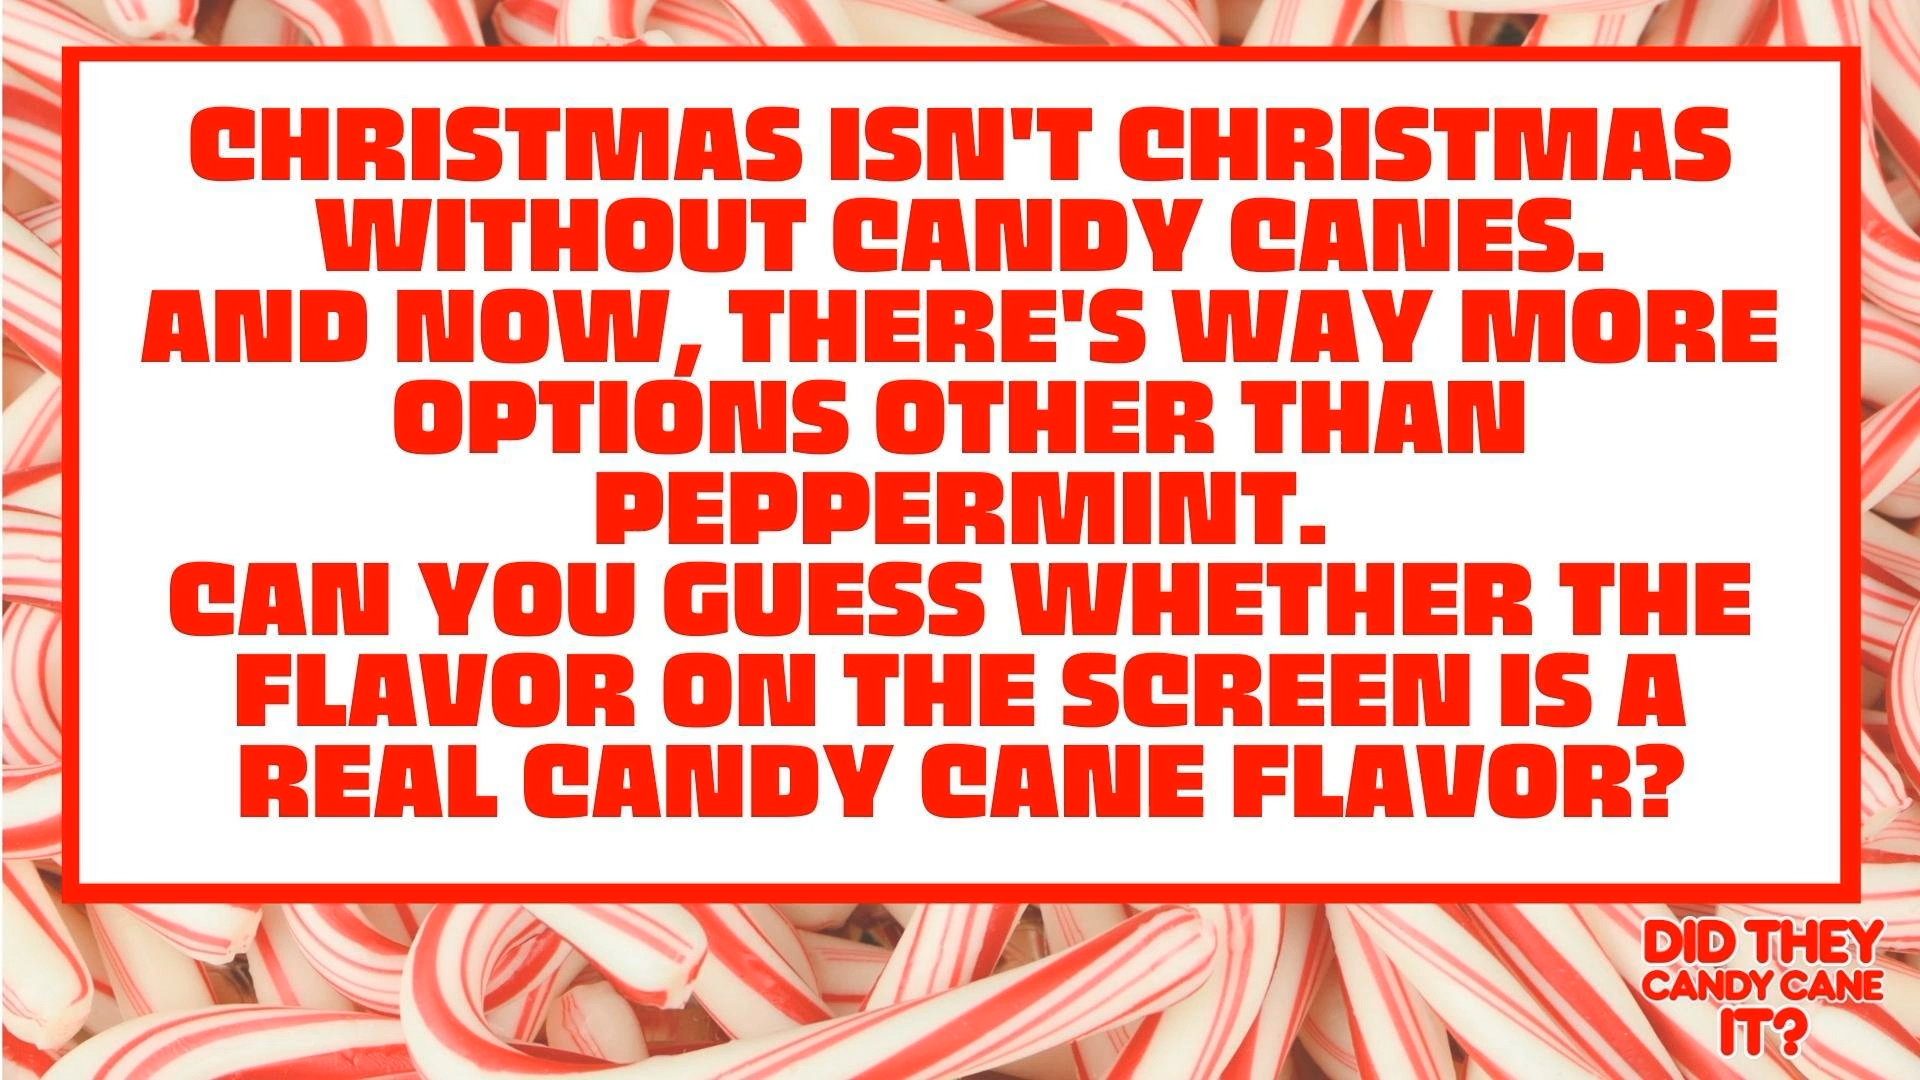 CHRISTMAS ISN'T CHRISTMAS
WITHOUT CANDY CANES.
AND NOW, THERE'S WAY MORE
OPTIONS OTHER THAN
PEPPERMINT.
CAN YOU GUESS WHETHER THE
FLAVOR ON THE SCREEN IS A
REAL CANDY CANE FLAVOR?
DID THEY
CANDY CANE
IT?